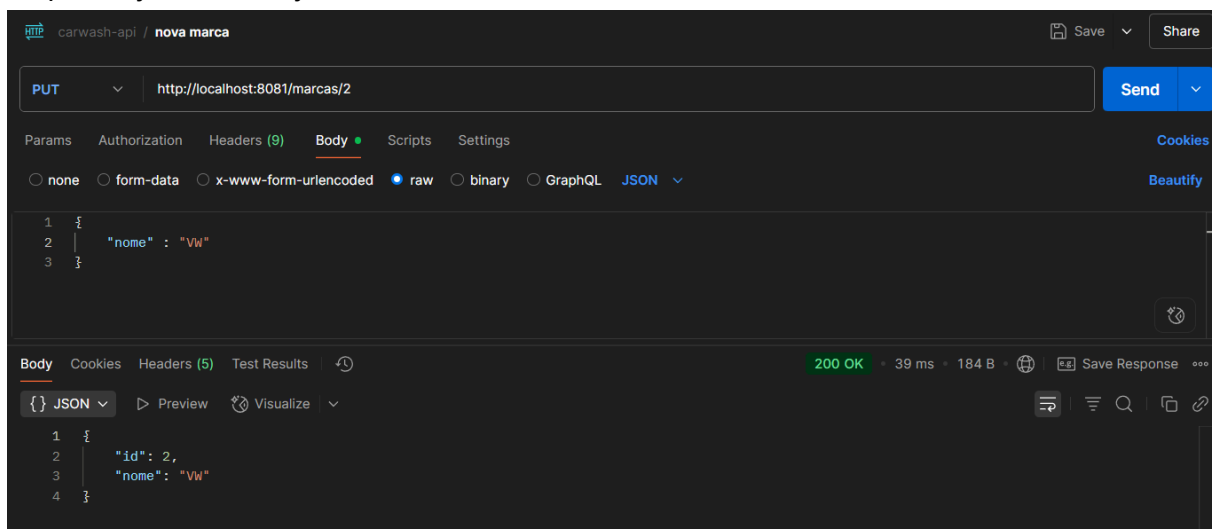 HTTP carwash-api / nova marca Save Share
PUT http://localhost:8081/marcas/2 Send
Params Authorization Headers (9) Body Scripts Settings Cookies
none form-data x-www-form-urlencoded raw binary GraphQL JSON Beautify
1 {
2 "nome" : "VW"
3 }
Body Cookies Headers (5) Test Results 200 OK 39 ms 184 B e.g. Save Response
{} JSON Preview Visualize
1 {
2 "id": 2,
3 "nome": "VW"
4 }